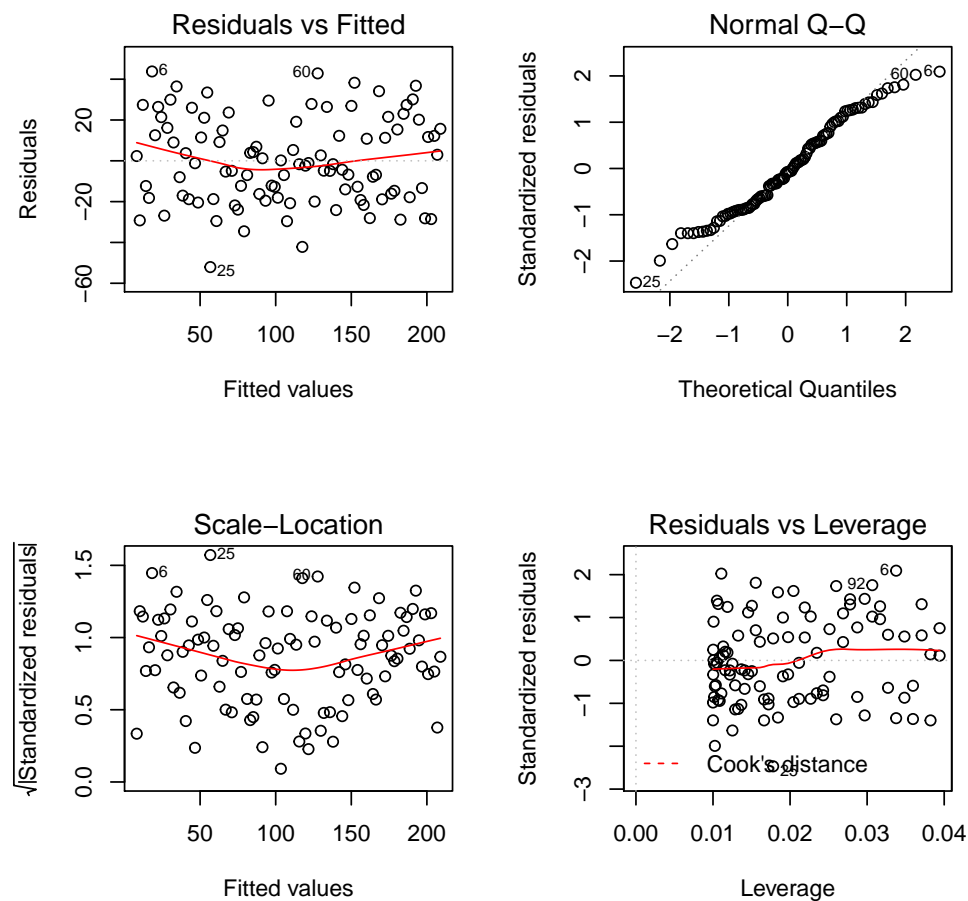 Residuals vs Fitted
Residuals
20
−20
−60
6
60
25
50 100 150 200
Fitted values
Normal Q−Q
Standardized residuals
2
1
0
−1
−2
60
6
25
−2 −1 0 1 2
Theoretical Quantiles
Scale−Location
√|Standardized residuals|
1.5
1.0
0.5
0.0
25
6
60
50 100 150 200
Fitted values
Residuals vs Leverage
Standardized residuals
2
1
0
−1
−3
6
92
25
Cook's distance
0.00 0.01 0.02 0.03 0.04
Leverage